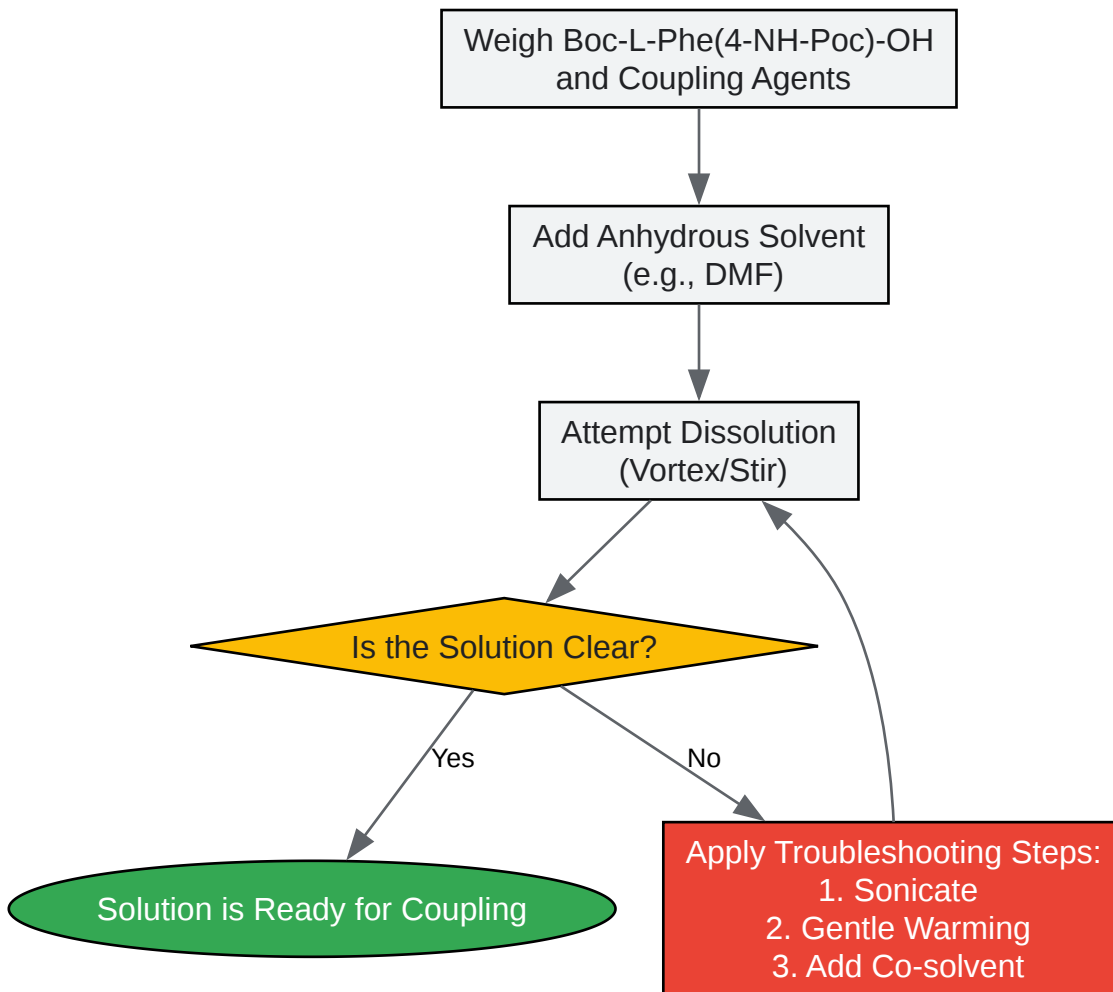 Weigh Boc-L-Phe(4-NH-Poc)-OH
and Coupling Agents
Add Anhydrous Solvent
(e.g., DMF)
Attempt Dissolution
(Vortex/Stir)
Is the Solution Clear?
Yes
No
Solution is Ready for Coupling
Apply Troubleshooting Steps:
1. Sonicate
2. Gentle Warming
3. Add Co-solvent